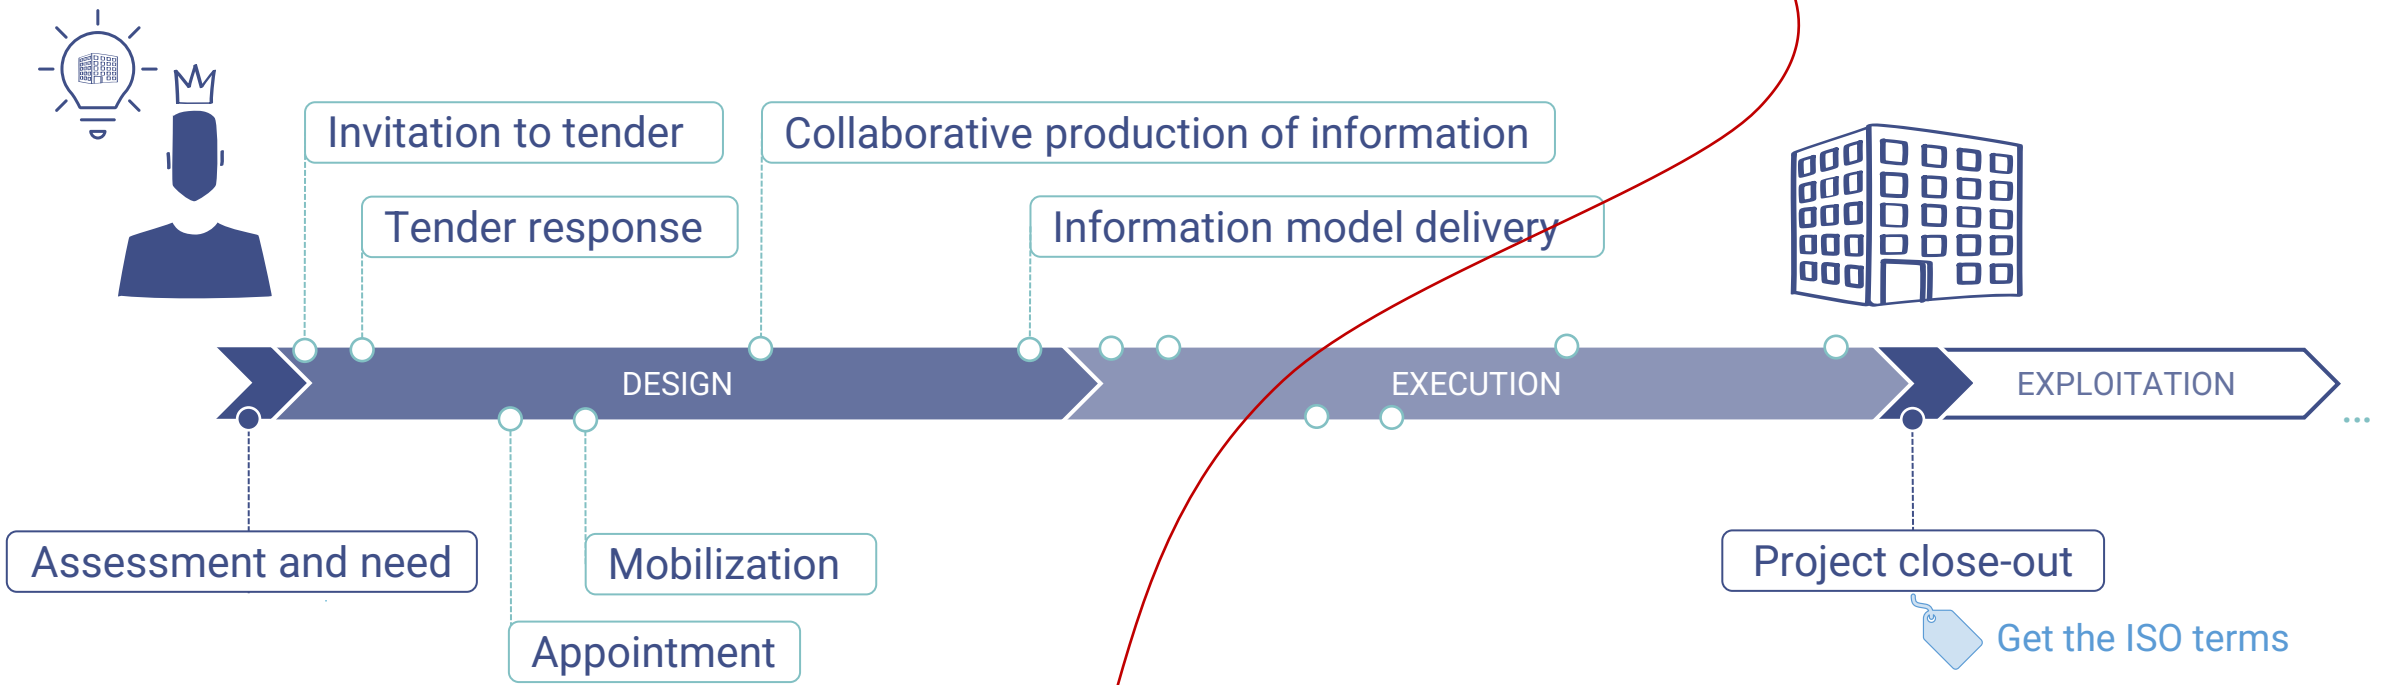 Invitation to tender
Collaborative production of information
Tender response
Information model delivery
DESIGN
EXECUTION
EXPLOITATION
...
Assessment and need
Mobilization
Project close-out
Appointment
Get the ISO terms